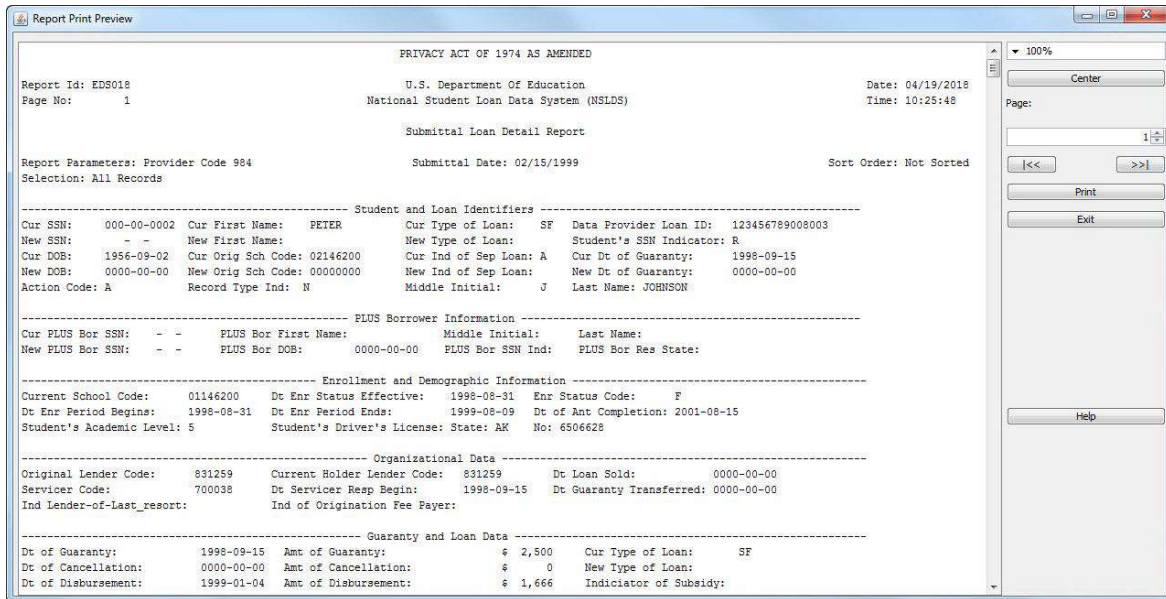 Report Print Preview
PRIVACY ACT OF 1974 AS AMENDED
Report Id: EDS018 U.S. Department Of Education Date: 04/19/2018
Page No: 1 National Student Loan Data System (NSLDS) Time: 10:25:48
Submittal Loan Detail Report
Report Parameters: Provider Code 984 Submittal Date: 02/15/1999 Sort Order: Not Sorted
Selection: All Records
---------------------------------------------------- Student and Loan Identifiers ----------------------------------------------------
Cur SSN: 000-00-0002 Cur First Name: PETER Cur Type of Loan: SF Data Provider Loan ID: 123456789008003
New SSN: - - New First Name: New Type of Loan: Student's SSN Indicator: R
Cur DOB: 1956-09-02 Cur Orig Sch Code: 02146200 Cur Ind of Sep Loan: A Cur Dt of Guaranty: 1998-09-15
New DOB: 0000-00-00 New Orig Sch Code: 00000000 New Ind of Sep Loan: New Dt of Guaranty: 0000-00-00
Action Code: A Record Type Ind: N Middle Initial: J Last Name: JOHNSON
---------------------------------------------------- PLUS Borrower Information ----------------------------------------------------
Cur PLUS Bor SSN: - - PLUS Bor First Name: Middle Initial: Last Name:
New PLUS Bor SSN: - - PLUS Bor DOB: 0000-00-00 PLUS Bor SSN Ind: PLUS Bor Res State:
---------------------------------------------- Enrollment and Demographic Information ----------------------------------------------
Current School Code: 01146200 Dt Enr Status Effective: 1998-08-31 Enr Status Code: F
Dt Enr Period Begins: 1998-08-31 Dt Enr Period Ends: 1999-08-09 Dt of Ant Completion: 2001-08-15
Student's Academic Level: 5 Student's Driver's License: State: AK No: 6506628
------------------------------------------------------ Organizational Data --------------------------------------------------------
Original Lender Code: 831259 Current Holder Lender Code: 831259 Dt Loan Sold: 0000-00-00
Servicer Code: 700038 Dt Servicer Resp Begin: 1998-09-15 Dt Guaranty Transferred: 0000-00-00
Ind Lender-of-Last_resort: Ind of Origination Fee Payer:
----------------------------------------------------- Guaranty and Loan Data ------------------------------------------------------
Dt of Guaranty: 1998-09-15 Amt of Guaranty: $ 2,500 Cur Type of Loan: SF
Dt of Cancellation: 0000-00-00 Amt of Cancellation: $ 0 New Type of Loan:
Dt of Disbursement: 1999-01-04 Amt of Disbursement: $ 1,666 Indiciator of Subsidy:
100%
Center
Page:
1
|<< >>|
Print
Exit
Help